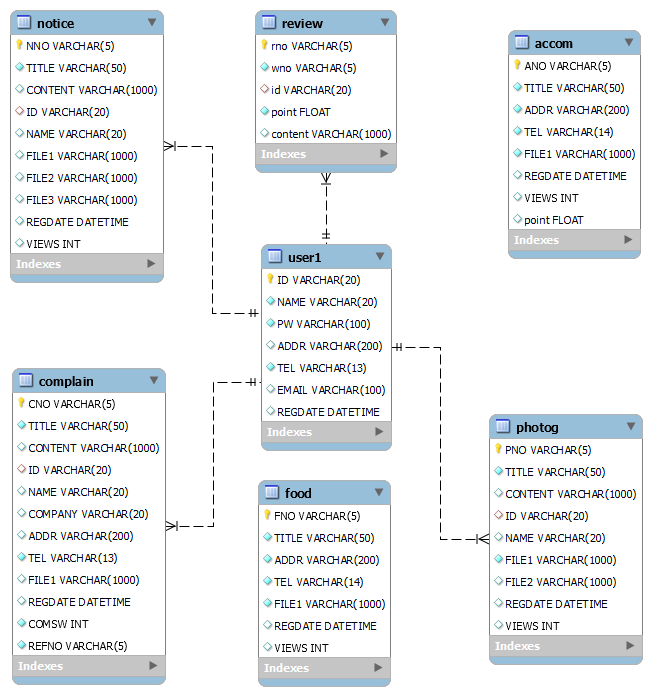 notice
NNO VARCHAR(5)
TITLE VARCHAR(50)
CONTENT VARCHAR(1000)
ID VARCHAR(20)
NAME VARCHAR(20)
FILE1 VARCHAR(1000)
FILE2 VARCHAR(1000)
FILE3 VARCHAR(1000)
REGDATE DATETIME
VIEWS INT
Indexes
review
rno VARCHAR(5)
wno VARCHAR(5)
id VARCHAR(20)
point FLOAT
content VARCHAR(1000)
Indexes
accom
ANO VARCHAR(5)
TITLE VARCHAR(50)
ADDR VARCHAR(200)
TEL VARCHAR(14)
FILE1 VARCHAR(1000)
REGDATE DATETIME
VIEWS INT
point FLOAT
Indexes
user1
ID VARCHAR(20)
NAME VARCHAR(20)
PW VARCHAR(100)
ADDR VARCHAR(200)
TEL VARCHAR(13)
EMAIL VARCHAR(100)
REGDATE DATETIME
Indexes
complain
CNO VARCHAR(5)
TITLE VARCHAR(50)
CONTENT VARCHAR(1000)
ID VARCHAR(20)
NAME VARCHAR(20)
COMPANY VARCHAR(20)
ADDR VARCHAR(200)
TEL VARCHAR(13)
FILE1 VARCHAR(1000)
REGDATE DATETIME
COMSW INT
REFNO VARCHAR(5)
Indexes
food
FNO VARCHAR(5)
TITLE VARCHAR(50)
ADDR VARCHAR(200)
TEL VARCHAR(14)
FILE1 VARCHAR(1000)
REGDATE DATETIME
VIEWS INT
Indexes
photog
PNO VARCHAR(5)
TITLE VARCHAR(50)
CONTENT VARCHAR(1000)
ID VARCHAR(20)
NAME VARCHAR(20)
FILE1 VARCHAR(1000)
FILE2 VARCHAR(1000)
REGDATE DATETIME
VIEWS INT
Indexes